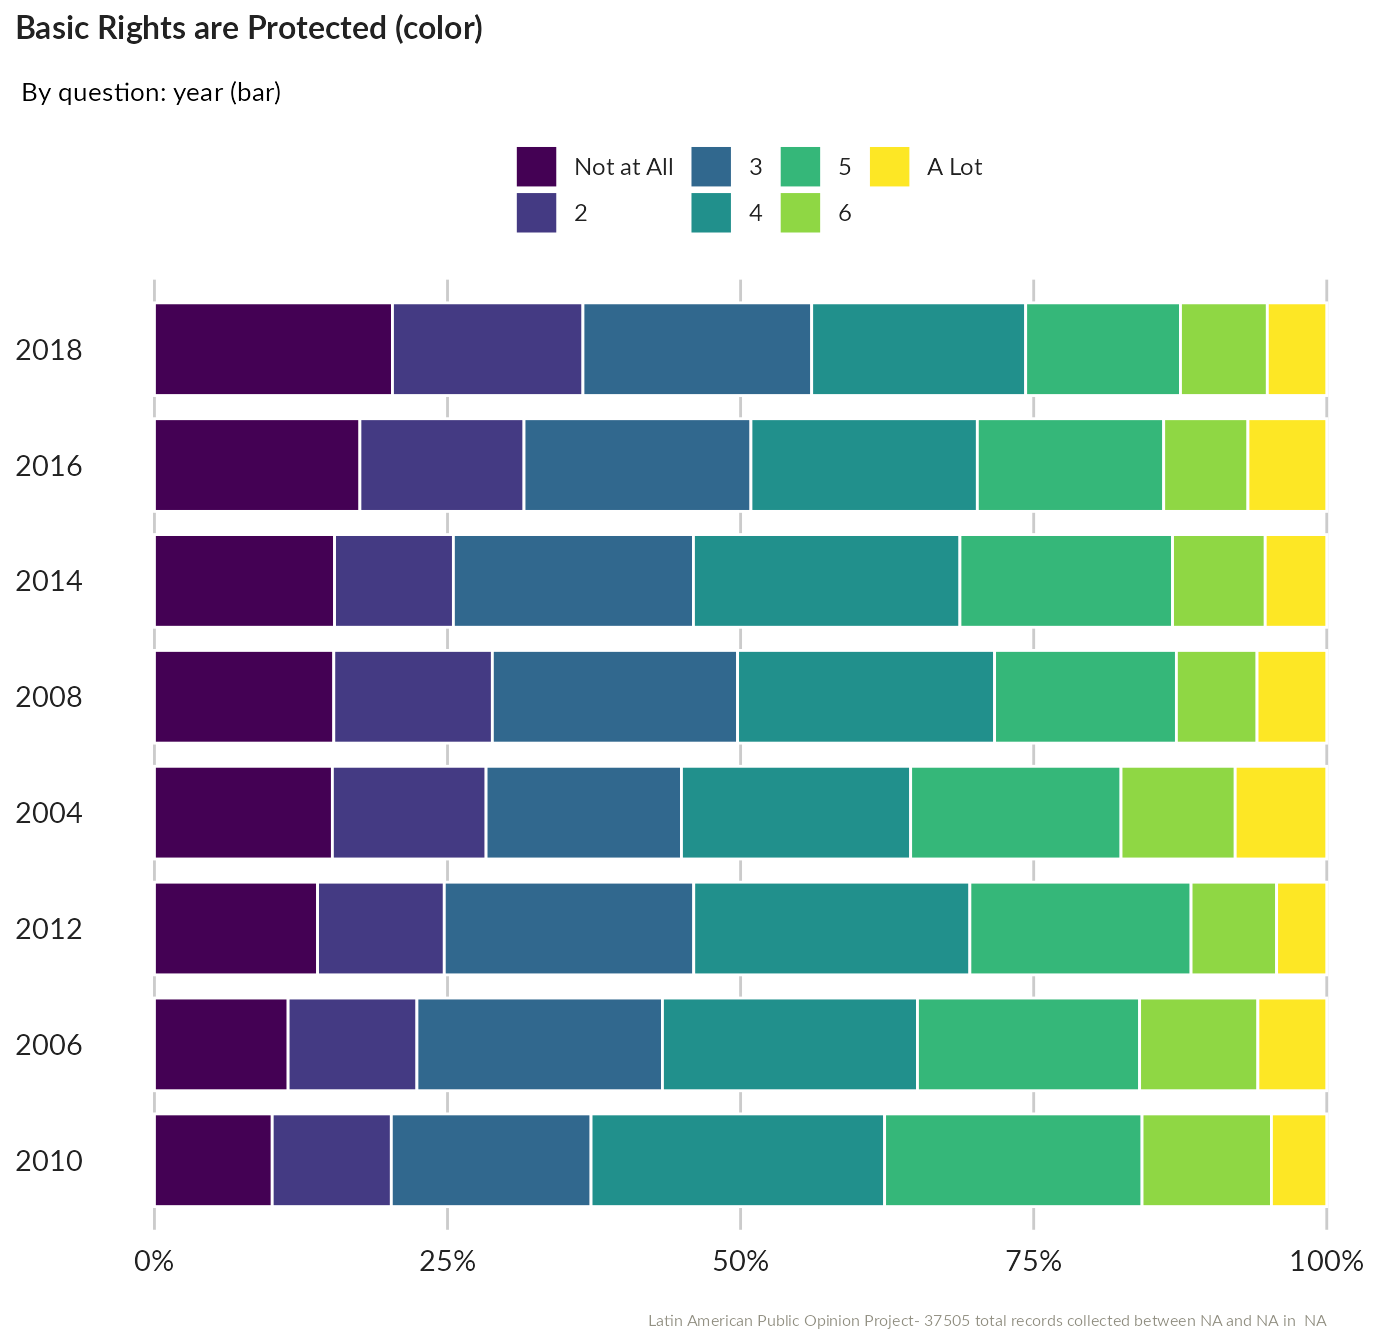 Basic Rights are Protected (color)
By question: year (bar)
Not at All 3 5 A Lot
2 4 6
2018
2016
2014
2008
2004
2012
2006
2010
0% 25% 50% 75% 100%
Latin American Public Opinion Project- 37505 total records collected between NA and NA in  NA